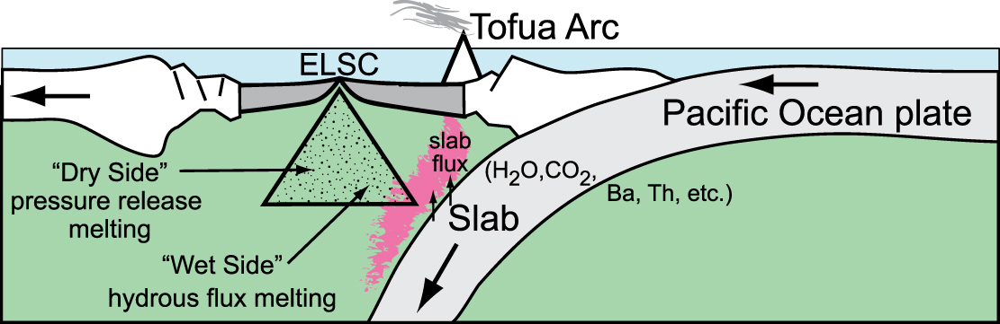 Tofua Arc
ELSC
Pacific Ocean plate
slab
flux
(H₂O,CO₂,
Ba, Th, etc.)
“Dry Side”
pressure release
melting
Slab
“Wet Side”
hydrous flux melting